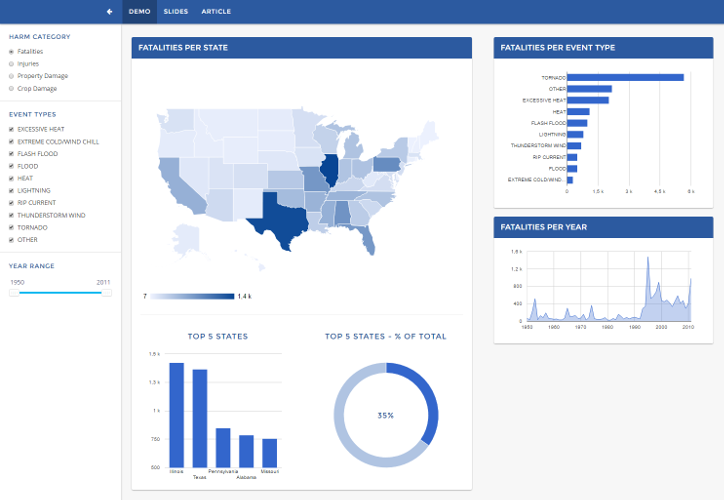 DEMO SLIDES ARTICLE
HARM CATEGORY
Fatalities
Injuries
Property Damage
Crop Damage
EVENT TYPES
EXCESSIVE HEAT
EXTREME COLD/WIND CHILL
FLASH FLOOD
FLOOD
HEAT
LIGHTNING
RIP CURRENT
THUNDERSTORM WIND
TORNADO
OTHER
YEAR RANGE
1950 2011
FATALITIES PER STATE
7 1,4 k
TOP 5 STATES
1,6 k
1,3 k
1 k
750
500
Illinois
Texas
Pennsylvania
Alabama
Missouri
TOP 5 STATES - % OF TOTAL
35%
FATALITIES PER EVENT TYPE
TORNADO
OTHER
EXCESSIVE HEAT
HEAT
FLASH FLOOD
LIGHTNING
THUNDERSTORM WIND
RIP CURRENT
FLOOD
EXTREME COLD/WIND...
0 1,5 k 3 k 4,5 k 6 k
FATALITIES PER YEAR
1,6 k
1,2 k
800
400
0
1950 1960 1970 1980 1990 2000 2010